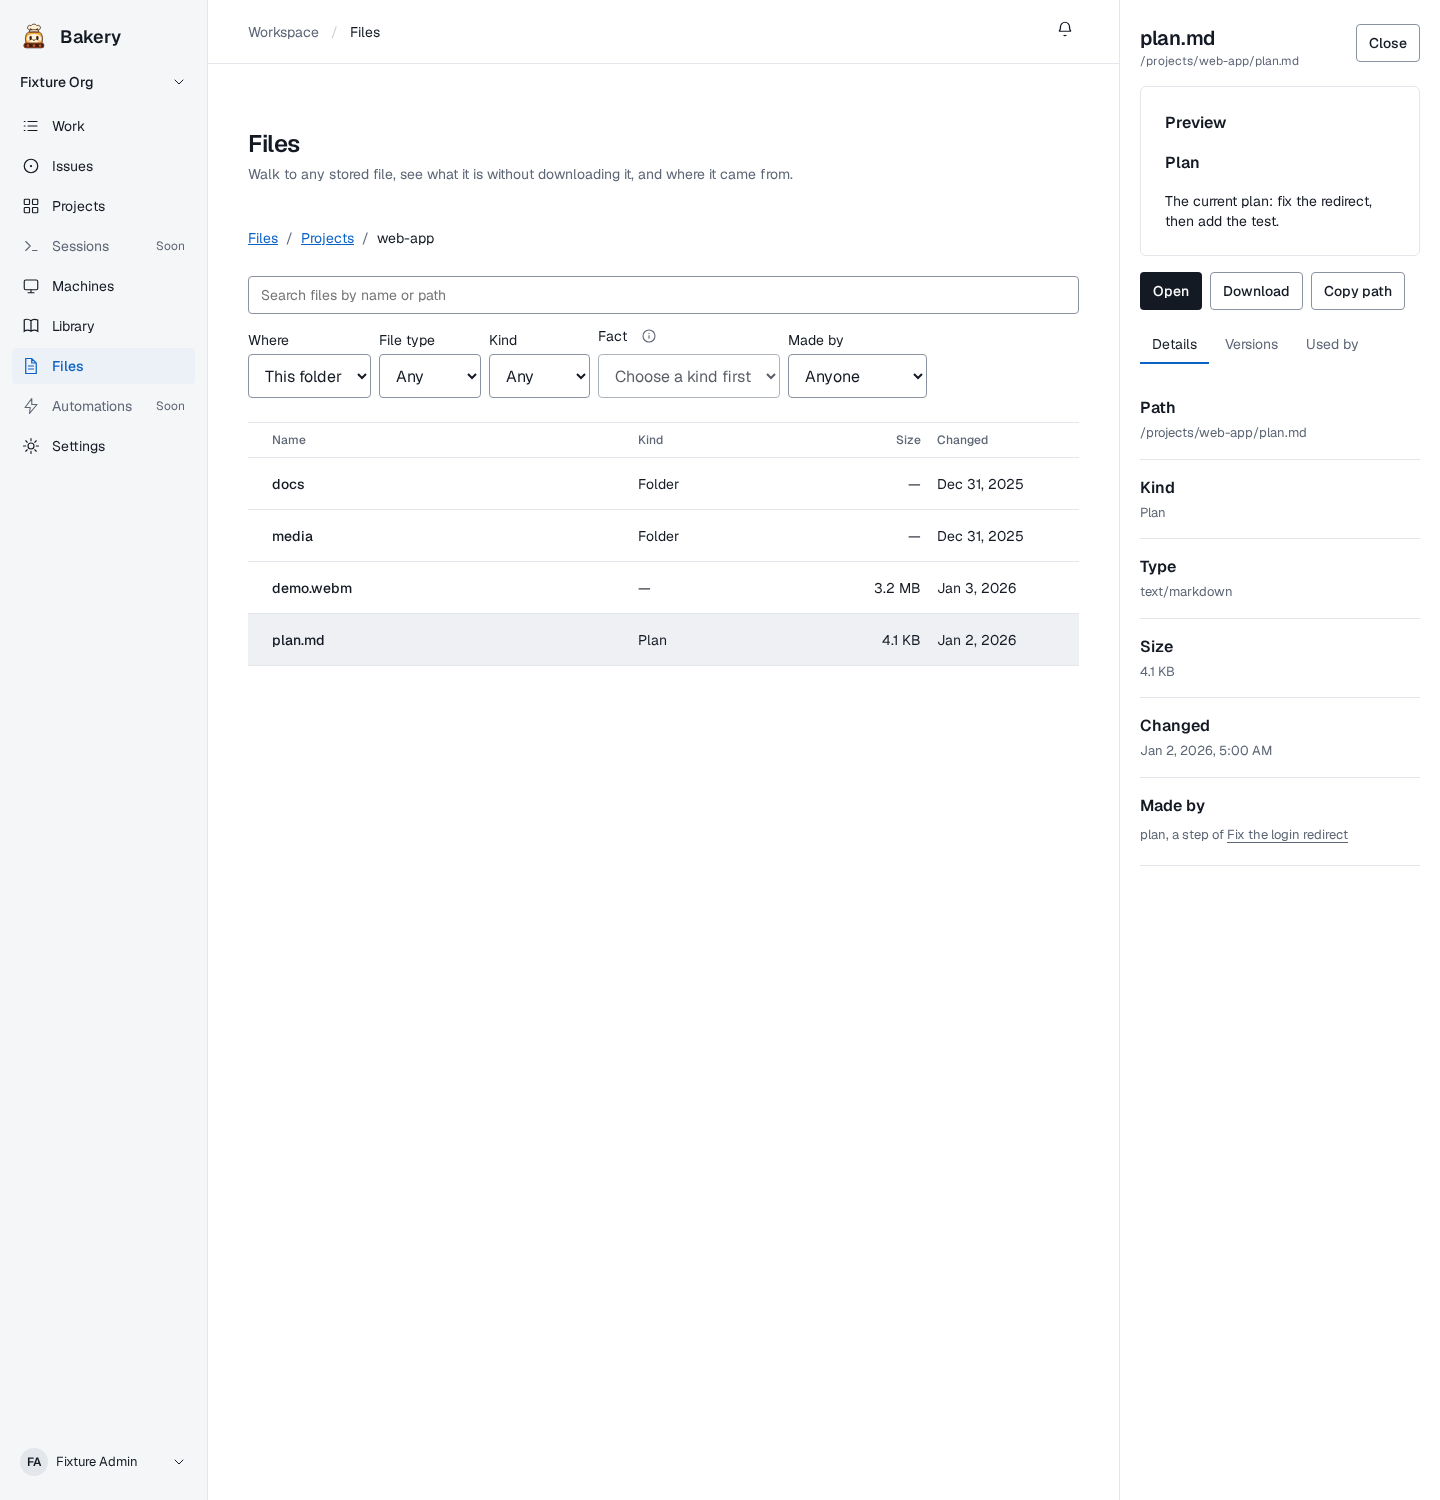 Bakery
Fixture Org
Work
Issues
Projects
Sessions Soon
Machines
Library
Files
Automations Soon
Settings
FA Fixture Admin
Workspace / Files
Files
Walk to any stored file, see what it is without downloading it, and where it came from.
Files / Projects / web-app
Search files by name or path
Where File type Kind Fact Made by
This folder Any Any Choose a kind first Anyone
Name Kind Size Changed
docs Folder — Dec 31, 2025
media Folder — Dec 31, 2025
demo.webm — 3.2 MB Jan 3, 2026
plan.md Plan 4.1 KB Jan 2, 2026
plan.md
/projects/web-app/plan.md
Close
Preview
Plan
The current plan: fix the redirect,
then add the test.
Open Download Copy path
Details Versions Used by
Path
/projects/web-app/plan.md
Kind
Plan
Type
text/markdown
Size
4.1 KB
Changed
Jan 2, 2026, 5:00 AM
Made by
plan, a step of Fix the login redirect